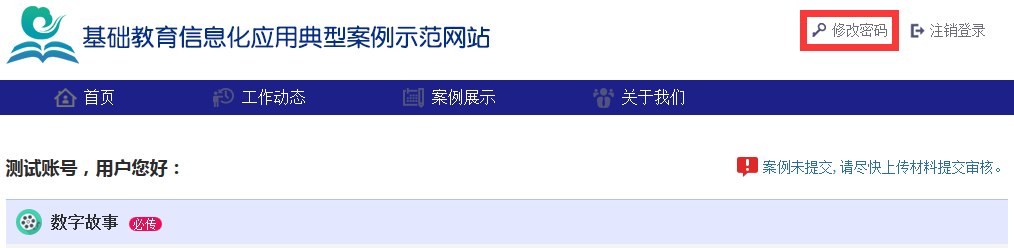 基础教育信息化应用典型案例示范网站
修改密码 注销登录
首页 工作动态 案例展示 关于我们
测试账号，用户您好：
案例未提交, 请尽快上传材料提交审核。
数字故事 必传